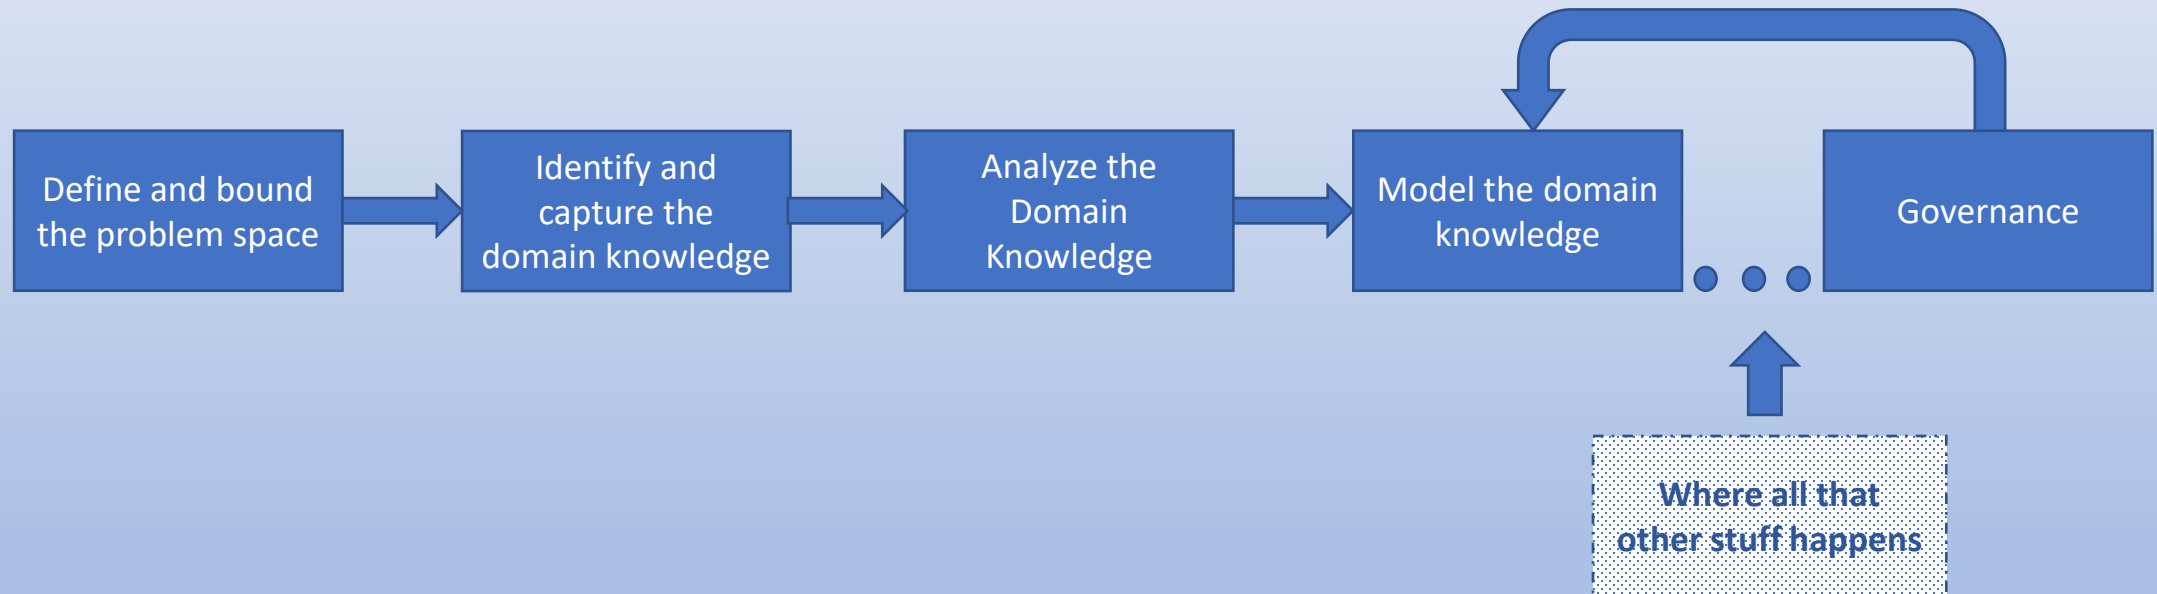 Define and bound
the problem space
Identify and
capture the
domain knowledge
Analyze the
Domain
Knowledge
Model the domain
knowledge
Governance
Where all that
other stuff happens